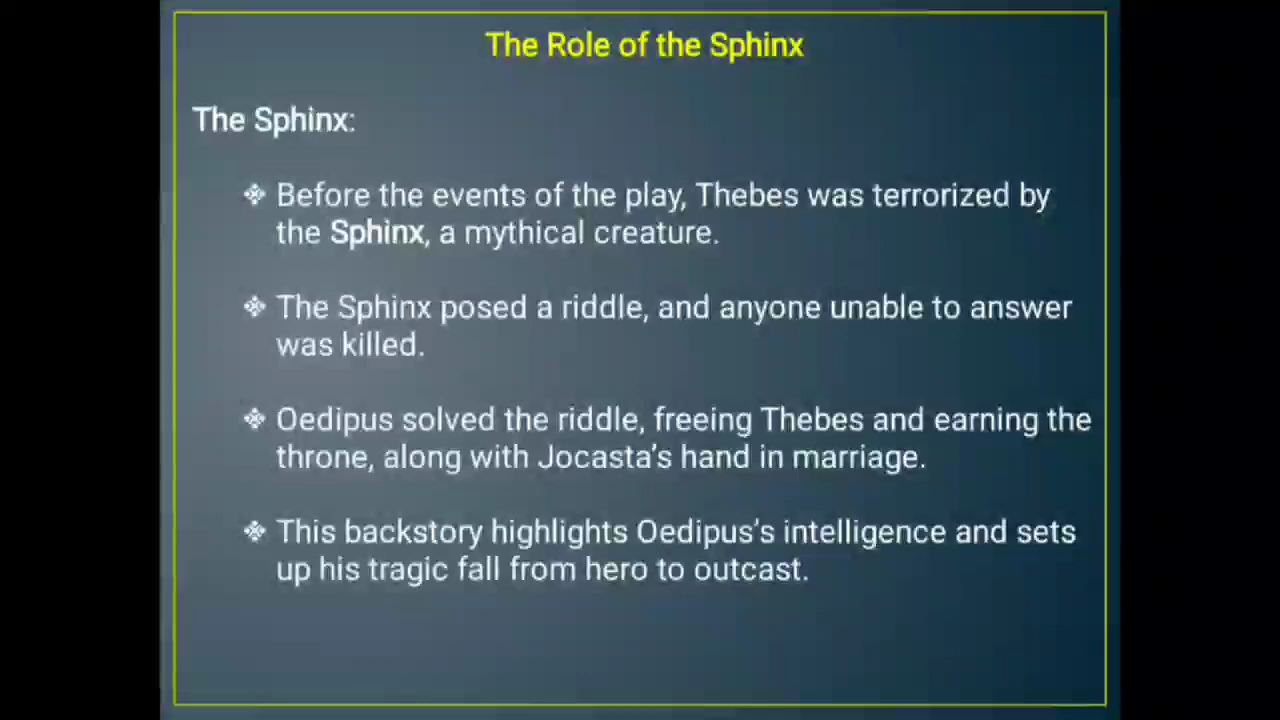 The Role of the Sphinx
The Sphinx:
❖ Before the events of the play, Thebes was terrorized by
the Sphinx, a mythical creature.
❖ The Sphinx posed a riddle, and anyone unable to answer
was killed.
❖ Oedipus solved the riddle, freeing Thebes and earning the
throne, along with Jocasta’s hand in marriage.
❖ This backstory highlights Oedipus’s intelligence and sets
up his tragic fall from hero to outcast.